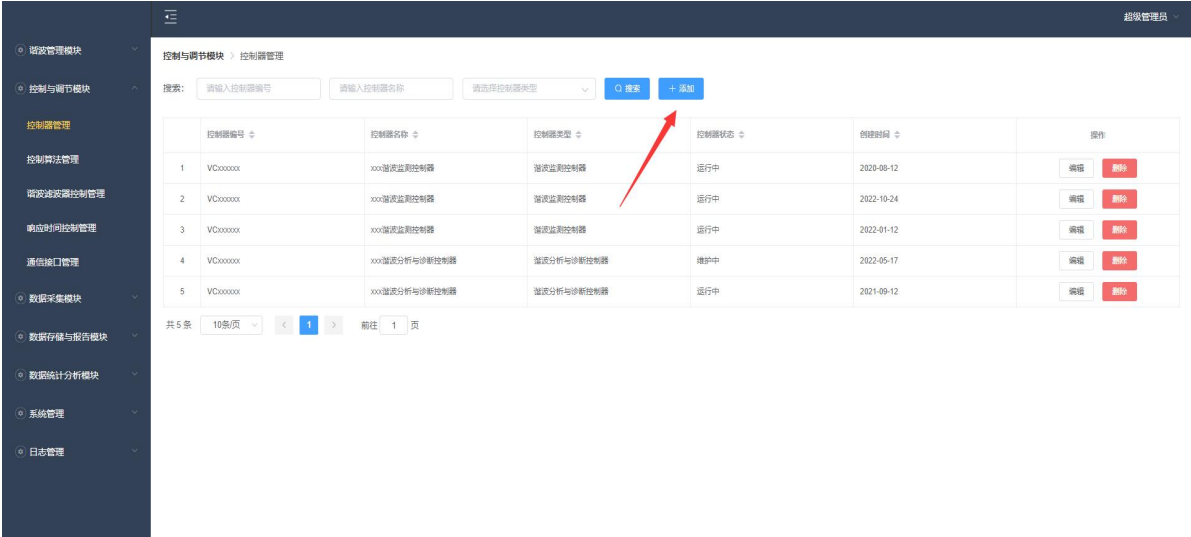 超级管理员
谐波管理模块
控制与调节模块
控制器管理
控制算法管理
谐波滤波器控制管理
响应时间控制管理
通信接口管理
数据采集模块
数据存储与报告模块
数据统计分析模块
系统管理
日志管理
控制与调节模块 〉 控制器管理
搜索： 请输入控制器编号 请输入控制器名称 请选择控制器类型 搜索 + 添加
控制器编号 控制器名称 控制器类型 控制器状态 创建时间 操作
1 VCxxxxxx xxx谐波监测控制器 谐波监测控制器 运行中 2020-08-12 编辑 删除
2 VCxxxxxx xxx谐波监测控制器 谐波监测控制器 运行中 2022-10-24 编辑 删除
3 VCxxxxxx xxx谐波监测控制器 谐波监测控制器 运行中 2022-01-12 编辑 删除
4 VCxxxxxx xxx谐波分析与诊断控制器 谐波分析与诊断控制器 维护中 2022-05-17 编辑 删除
5 VCxxxxxx xxx谐波分析与诊断控制器 谐波分析与诊断控制器 运行中 2021-09-12 编辑 删除
共 5 条 10条/页 1 前往 1 页